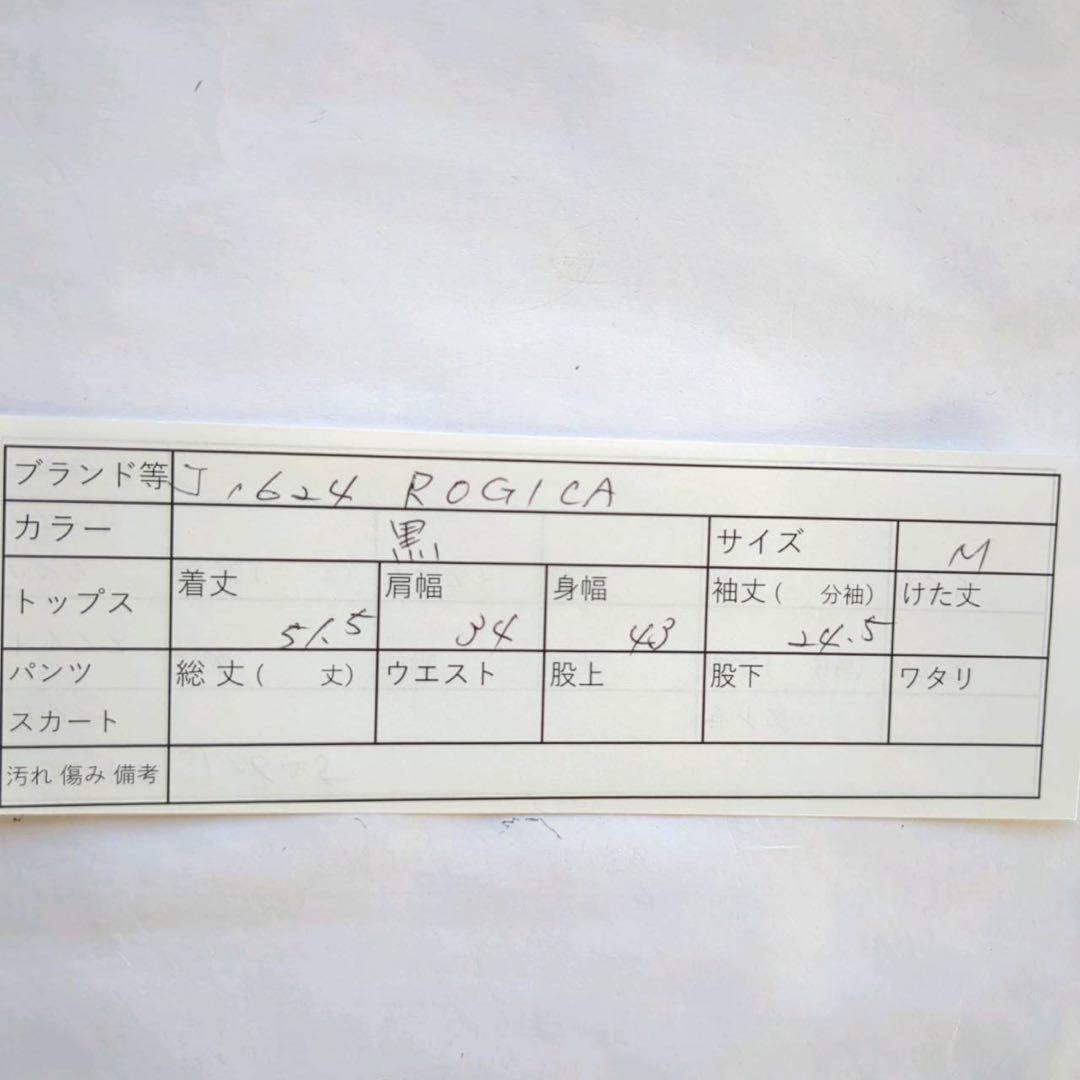 ブランド等 J,624 ROGICA
カラー 黒 サイズ M
トップス 着丈 51.5 肩幅 34 身幅 43 袖丈( 分袖) 24.5 けた丈
パンツ スカート 総丈( 丈) ウエスト 股上 股下 ワタリ
汚れ 傷み 備考